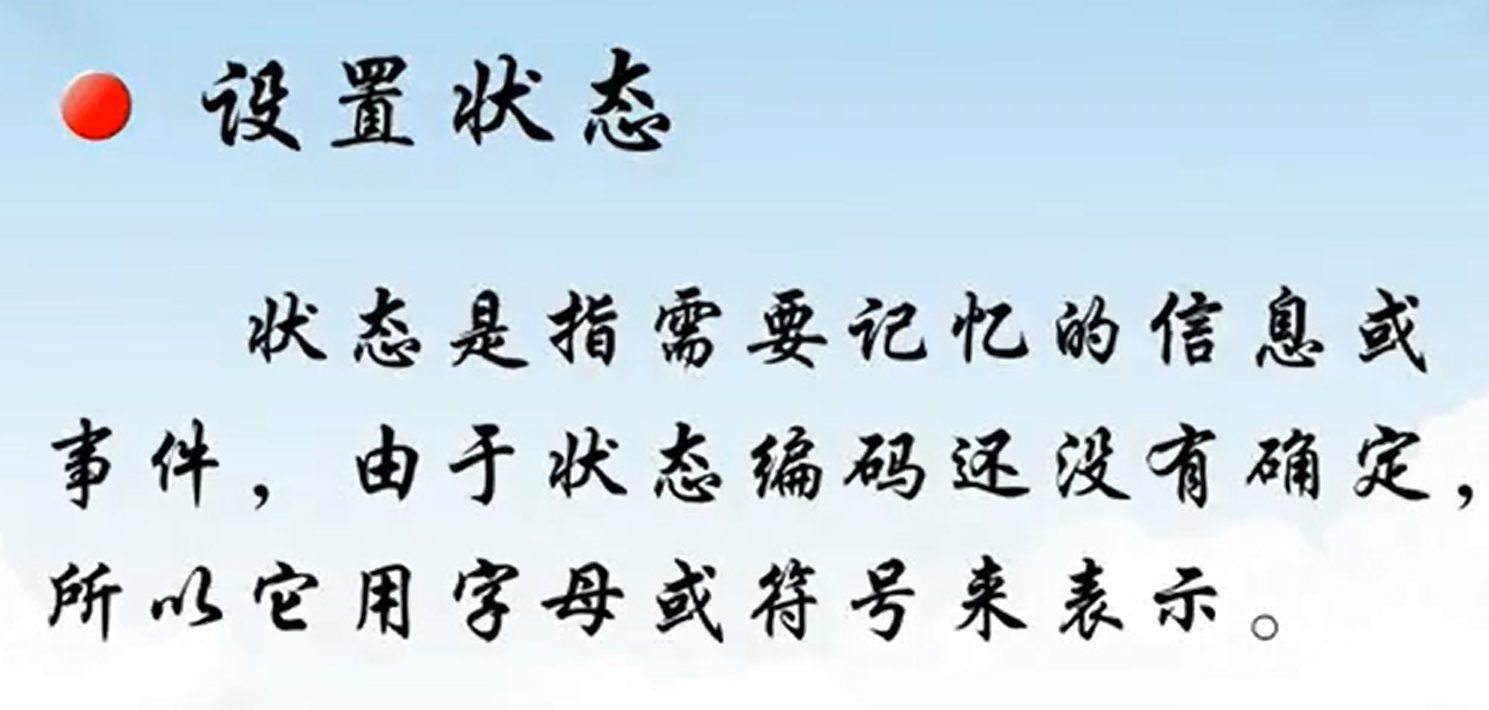 设置状态
状态是指需要记忆的信息或
事件，由于状态编码还没有确定，
所以它用字母或符号来表示。